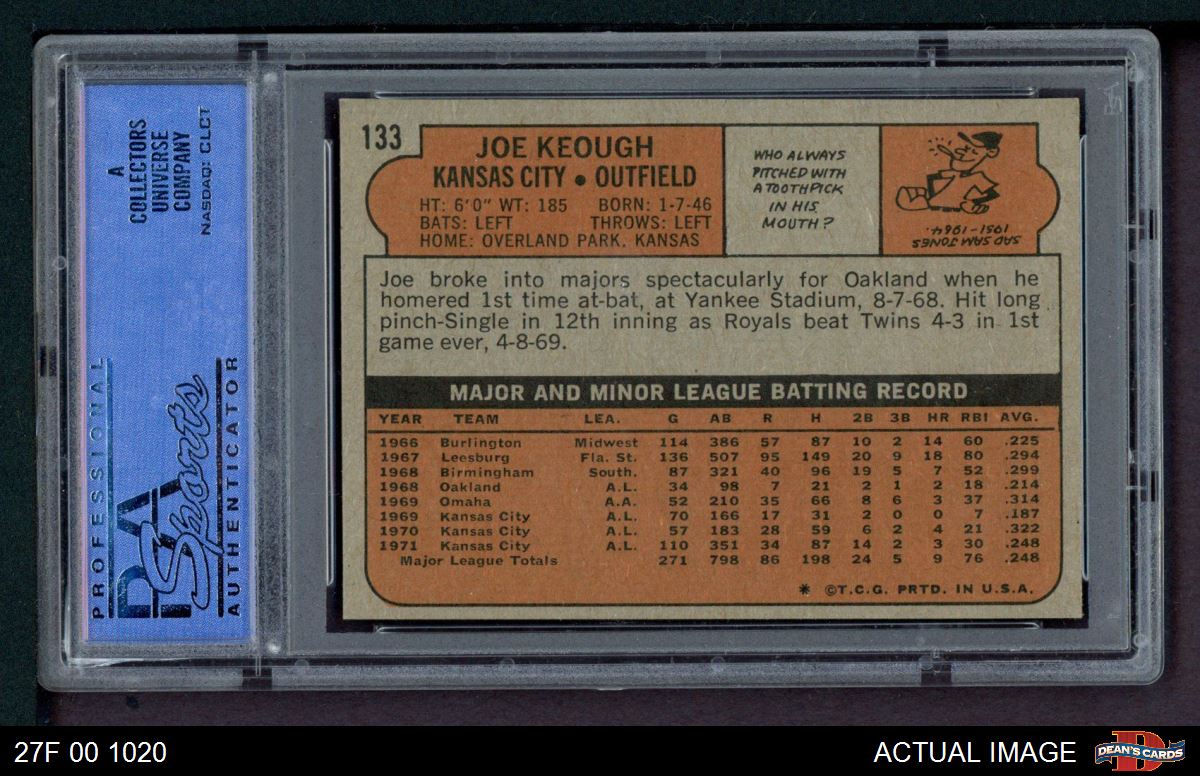 A
COLLECTORS
UNIVERSE
COMPANY
NASDAQ: CLCT
PROFESSIONAL
PSA
Sports
AUTHENTICATOR
133
JOE KEOUGH
KANSAS CITY • OUTFIELD
HT: 6'0" WT: 185 BORN: 1-7-46
BATS: LEFT THROWS: LEFT
HOME: OVERLAND PARK, KANSAS
WHO ALWAYS
PITCHED WITH
A TOOTHPICK
IN HIS
MOUTH?
SAD SAM JONES
1951-1964.
Joe broke into majors spectacularly for Oakland when he
homered 1st time at-bat, at Yankee Stadium, 8-7-68. Hit long
pinch-Single in 12th inning as Royals beat Twins 4-3 in 1st
game ever, 4-8-69.
MAJOR AND MINOR LEAGUE BATTING RECORD
YEAR TEAM LEA. G AB R H 2B 3B HR RBI AVG.
1966 Burlington Midwest 114 386 57 87 10 2 14 60 .225
1967 Leesburg Fla. St. 136 507 95 149 20 9 18 80 .294
1968 Birmingham South. 87 321 40 96 19 5 7 52 .299
1968 Oakland A.L. 34 98 7 21 2 1 2 18 .214
1969 Omaha A.A. 52 210 35 66 8 6 3 37 .314
1969 Kansas City A.L. 70 166 17 31 2 0 0 7 .187
1970 Kansas City A.L. 57 183 28 59 6 2 4 21 .322
1971 Kansas City A.L. 110 351 34 87 14 2 3 30 .248
Major League Totals 271 798 86 198 24 5 9 76 .248
* ©T.C.G. PRTD. IN U.S.A.
27F 00 1020
ACTUAL IMAGE
DEAN'S CARDS